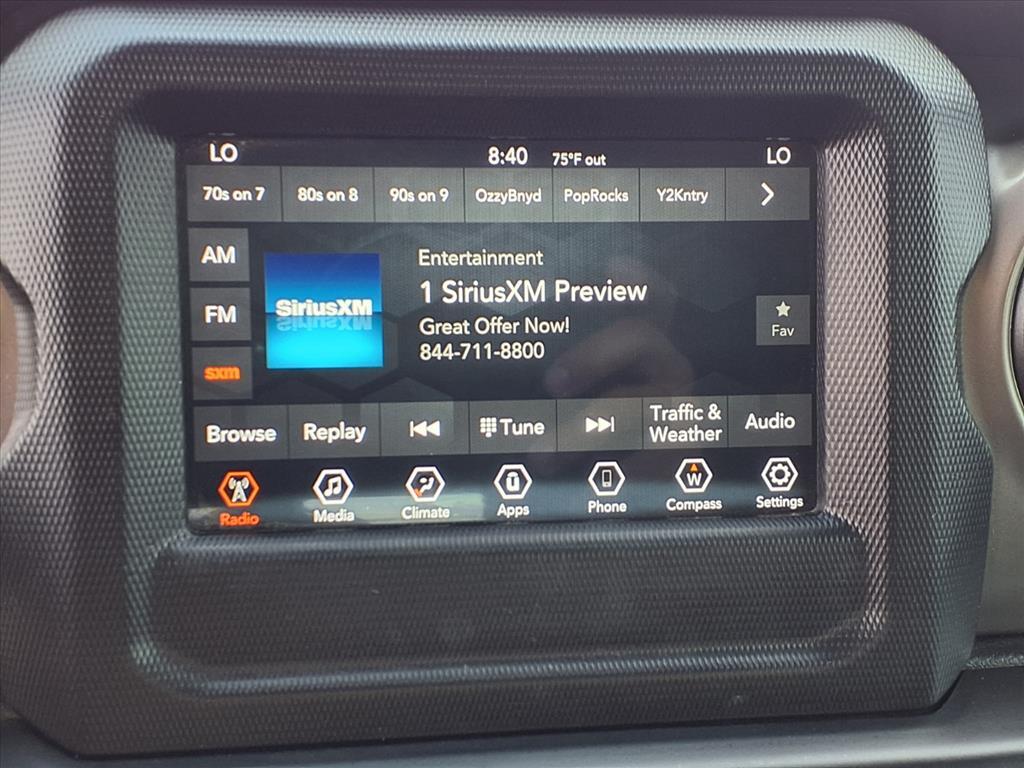 LO 8:40 75°F out LO
70s on 7 80s on 8 90s on 9 OzzyBnyd PopRocks Y2Kntry
AM
FM
sxm
SiriusXM
Entertainment
1 SiriusXM Preview
Great Offer Now!
844-711-8800
Fav
Browse Replay Tune Traffic &
Weather Audio
W
Radio Media Climate Apps Phone Compass Settings